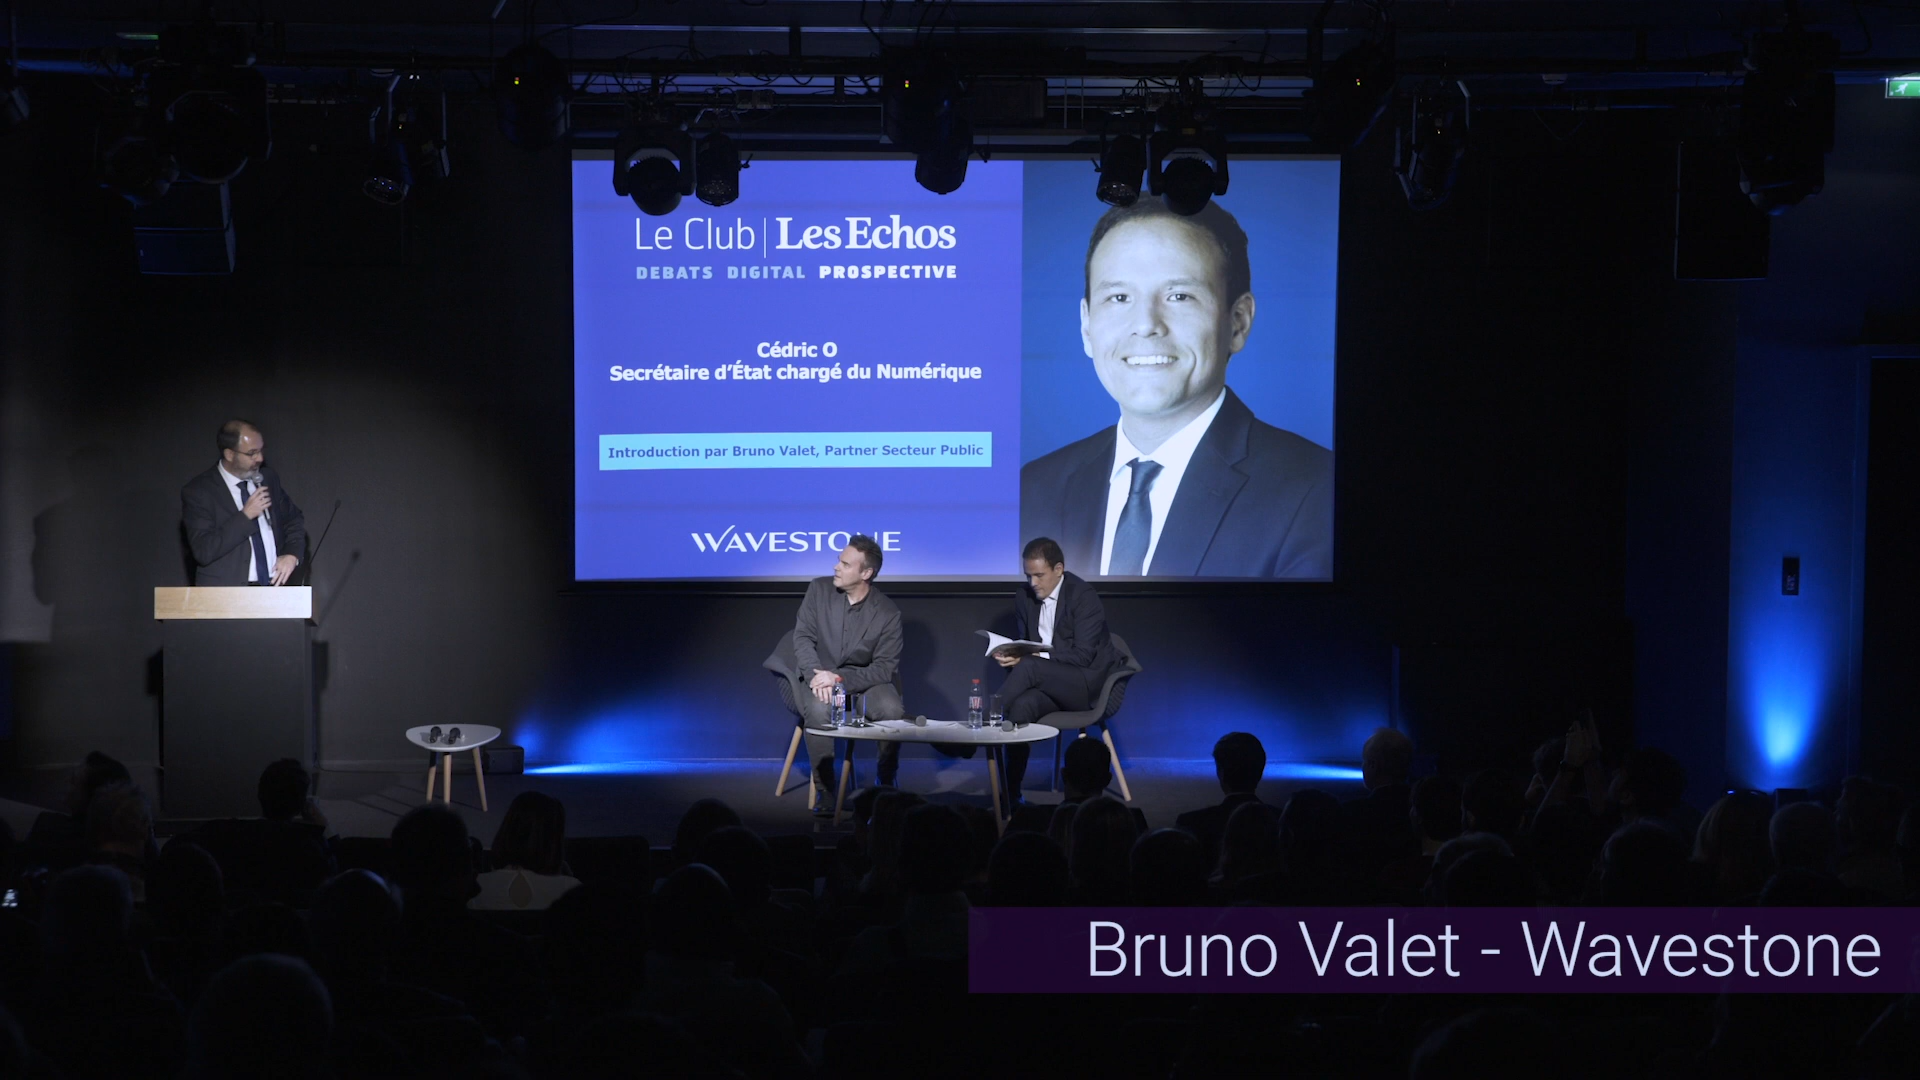 Le Club | Les Echos
DEBATS DIGITAL PROSPECTIVE
Cédric O
Secrétaire d'État chargé du Numérique
Introduction par Bruno Valet, Partner Secteur Public
WAVESTONE
Bruno Valet - Wavestone